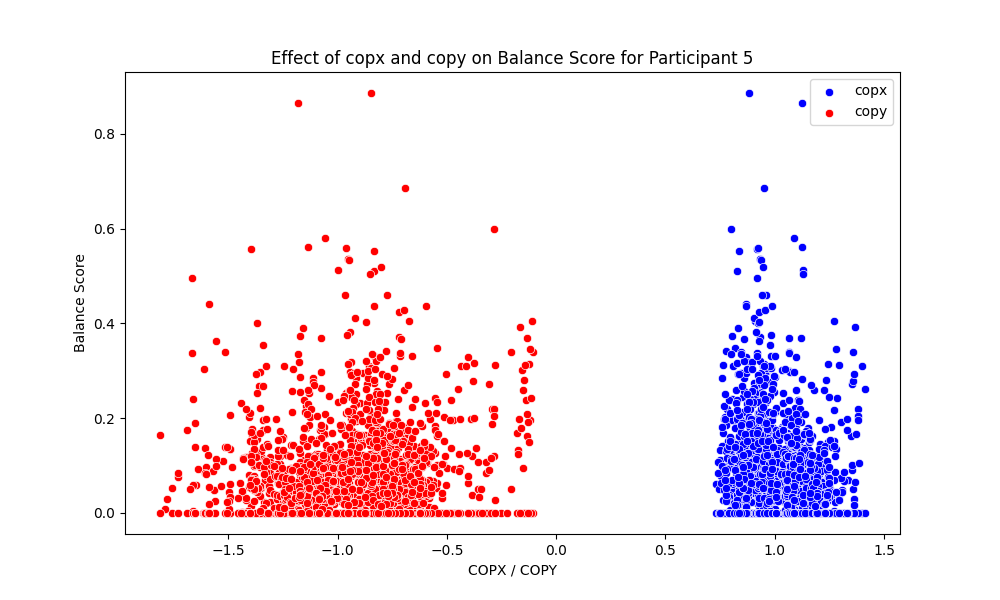 Effect of copx and copy on Balance Score for Participant 5
copx
copy
Balance Score
0.8
0.6
0.4
0.2
0.0
−1.5
−1.0
−0.5
0.0
0.5
1.0
1.5
COPX / COPY